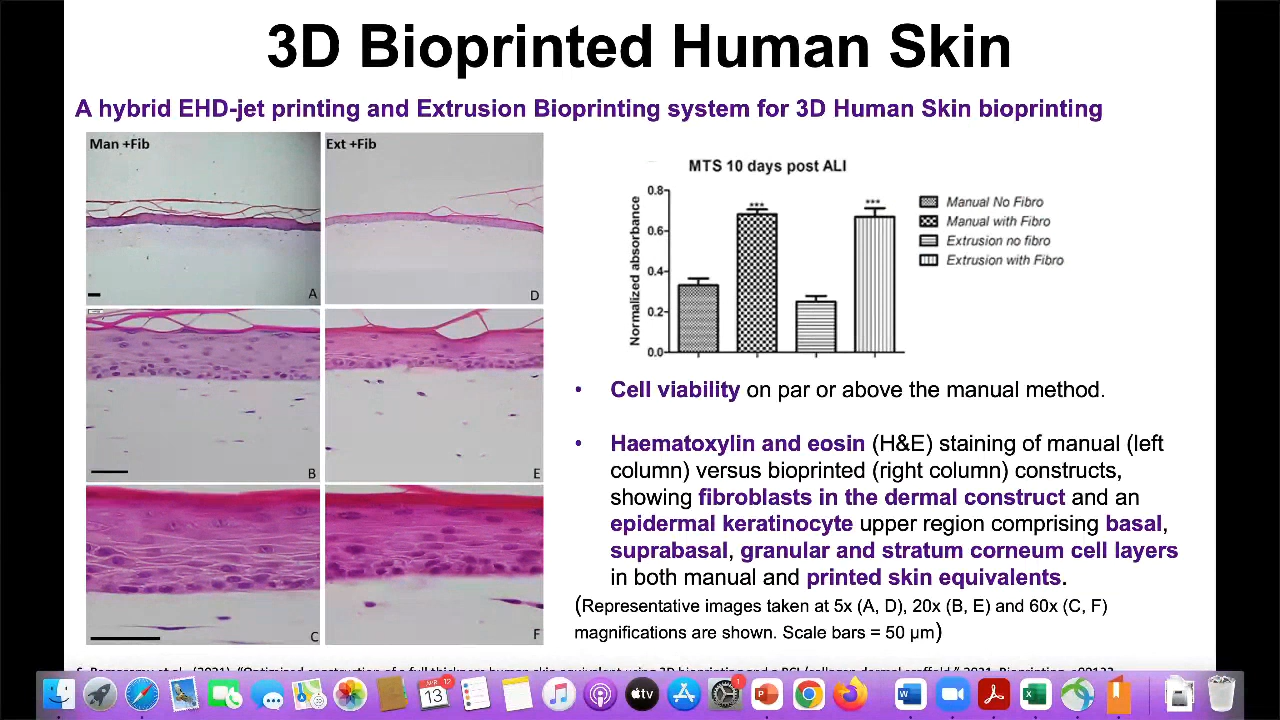 3D Bioprinted Human Skin
A hybrid EHD-jet printing and Extrusion Bioprinting system for 3D Human Skin bioprinting
Man +Fib
Ext +Fib
A
D
B
E
C
F
MTS 10 days post ALI
Normalized absorbance
0.8
0.6
0.4
0.2
0.0
***
***
Manual No Fibro
Manual with Fibro
Extrusion no fibro
Extrusion with Fibro
• Cell viability on par or above the manual method.
• Haematoxylin and eosin (H&E) staining of manual (left
column) versus bioprinted (right column) constructs,
showing fibroblasts in the dermal construct and an
epidermal keratinocyte upper region comprising basal,
suprabasal, granular and stratum corneum cell layers
in both manual and printed skin equivalents.
(Representative images taken at 5x (A, D), 20x (B, E) and 60x (C, F)
magnifications are shown. Scale bars = 50 µm)
APR 12
13
tv
1
P
W
X